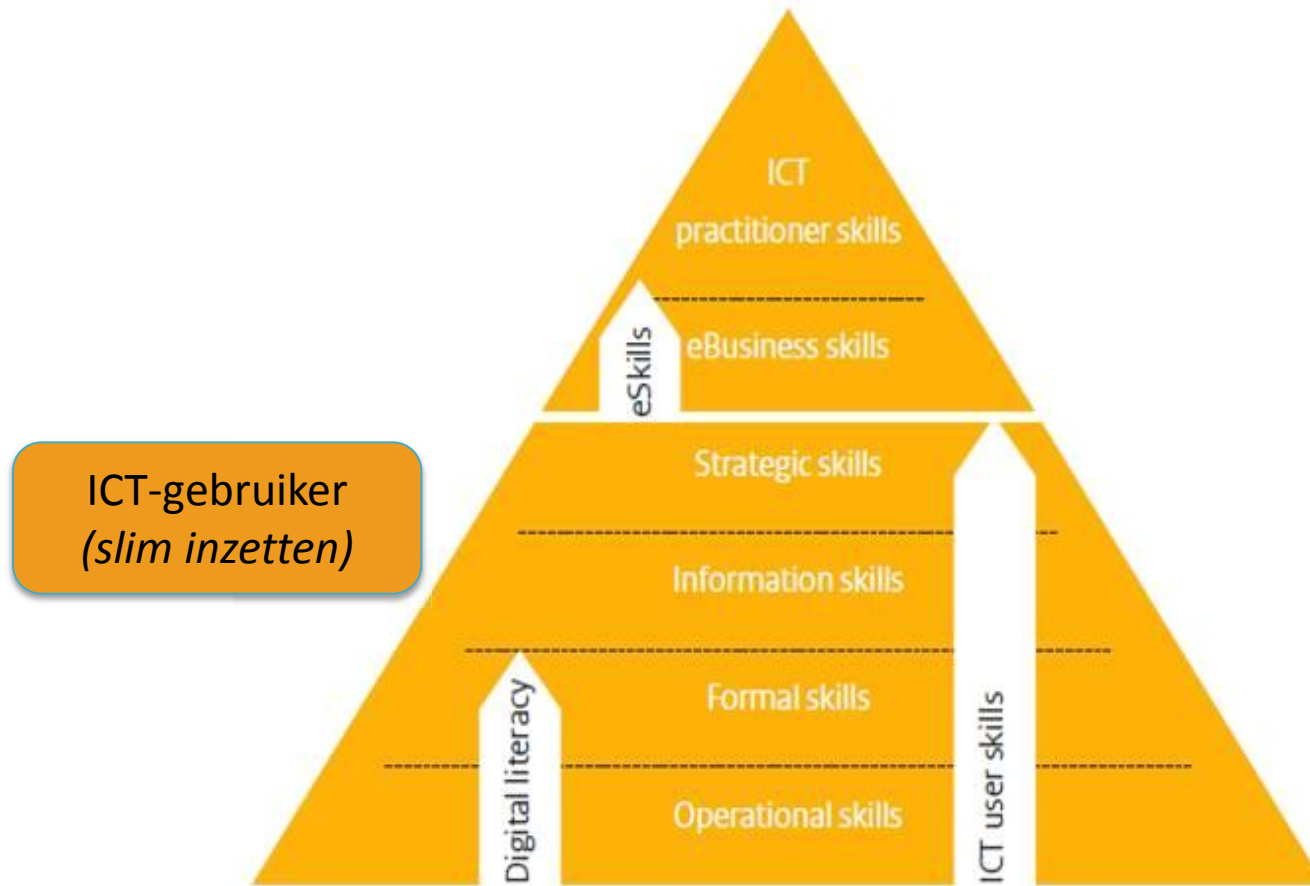 ICT
practitioner skills
eSkills
eBusiness skills
ICT-gebruiker
(slim inzetten)
Strategic skills
Information skills
Digital literacy
Formal skills
ICT user skills
Operational skills